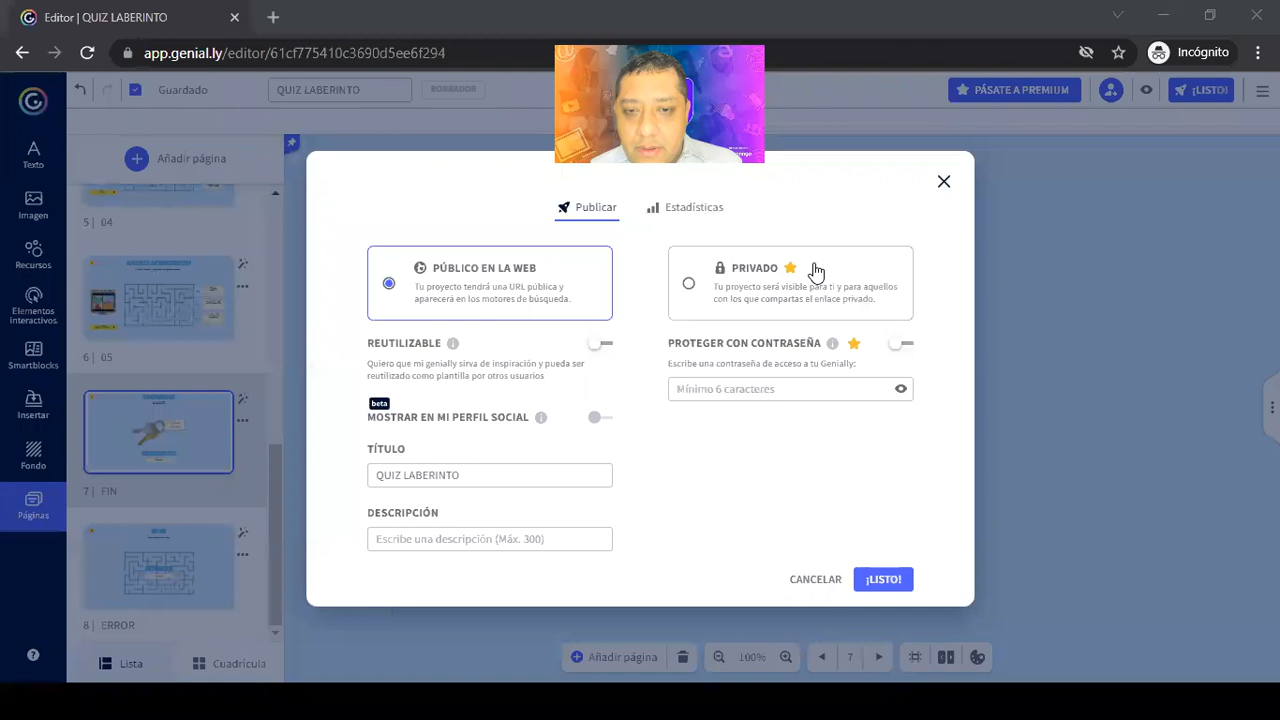 Editor | QUIZ LABERINTO
app.genial.ly/editor/61cf775410c3690d5ee6f294
Incógnito
Guardado
QUIZ LABERINTO
BORRADOR
PÁSATE A PREMIUM
¡LISTO!
Texto
Imagen
Recursos
Elementos
interactivos
Smartblocks
Insertar
Fondo
Páginas
Añadir página
5 | 04
6 | 05
7 | FIN
8 | ERROR
Lista
Cuadrícula
Publicar
Estadísticas
PÚBLICO EN LA WEB
Tu proyecto tendrá una URL pública y
aparecerá en los motores de búsqueda.
REUTILIZABLE
Quiero que mi genially sirva de inspiración y pueda ser
reutilizado como plantilla por otros usuarios
beta
MOSTRAR EN MI PERFIL SOCIAL
TÍTULO
QUIZ LABERINTO
DESCRIPCIÓN
Escribe una descripción (Máx. 300)
PRIVADO
Tu proyecto será visible para ti y para aquellos
con los que compartas el enlace privado.
PROTEGER CON CONTRASEÑA
Escribe una contraseña de acceso a tu Genially:
Mínimo 6 caracteres
CANCELAR
¡LISTO!
Añadir página
100%
7